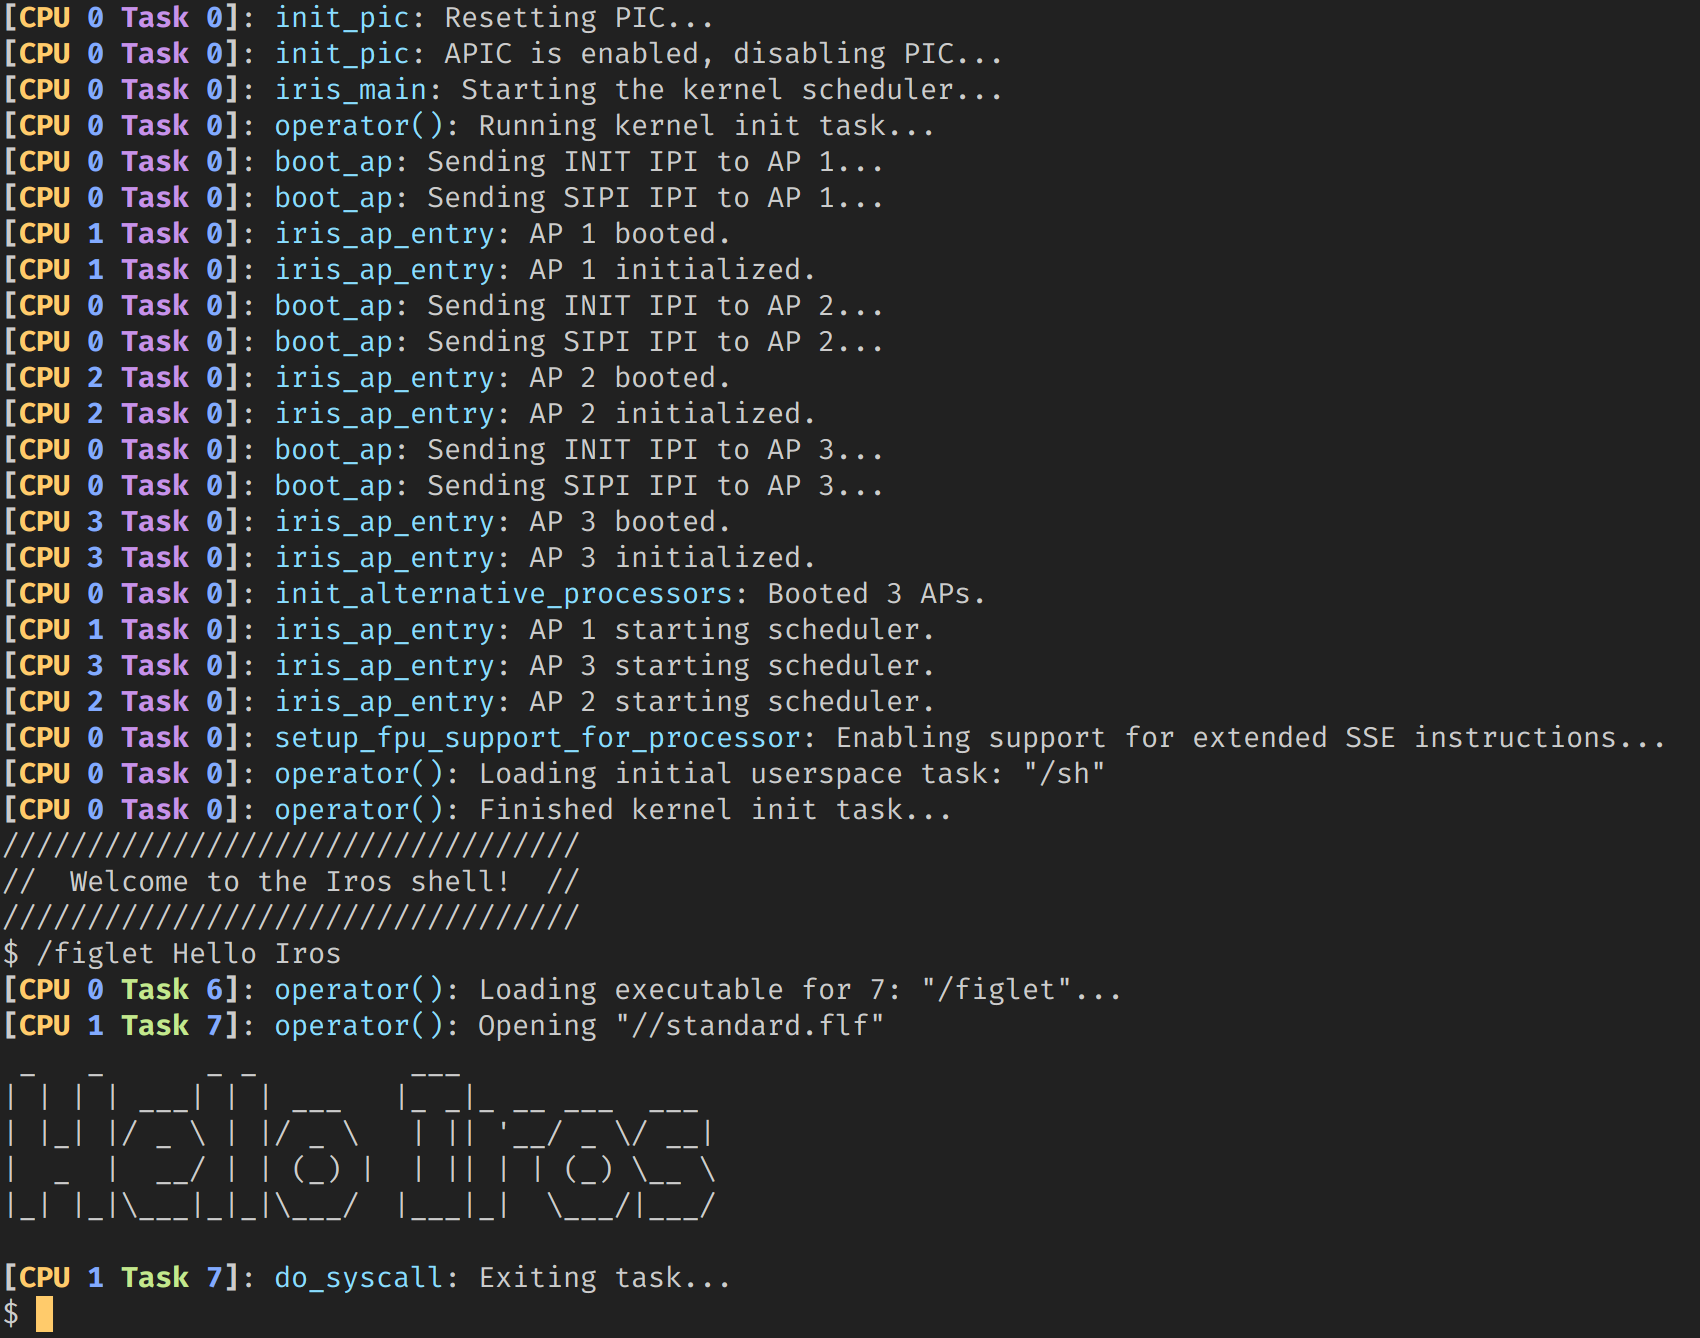 [CPU 0 Task 0]: init_pic: Resetting PIC...
[CPU 0 Task 0]: init_pic: APIC is enabled, disabling PIC...
[CPU 0 Task 0]: iris_main: Starting the kernel scheduler...
[CPU 0 Task 0]: operator(): Running kernel init task...
[CPU 0 Task 0]: boot_ap: Sending INIT IPI to AP 1...
[CPU 0 Task 0]: boot_ap: Sending SIPI IPI to AP 1...
[CPU 1 Task 0]: iris_ap_entry: AP 1 booted.
[CPU 1 Task 0]: iris_ap_entry: AP 1 initialized.
[CPU 0 Task 0]: boot_ap: Sending INIT IPI to AP 2...
[CPU 0 Task 0]: boot_ap: Sending SIPI IPI to AP 2...
[CPU 2 Task 0]: iris_ap_entry: AP 2 booted.
[CPU 2 Task 0]: iris_ap_entry: AP 2 initialized.
[CPU 0 Task 0]: boot_ap: Sending INIT IPI to AP 3...
[CPU 0 Task 0]: boot_ap: Sending SIPI IPI to AP 3...
[CPU 3 Task 0]: iris_ap_entry: AP 3 booted.
[CPU 3 Task 0]: iris_ap_entry: AP 3 initialized.
[CPU 0 Task 0]: init_alternative_processors: Booted 3 APs.
[CPU 1 Task 0]: iris_ap_entry: AP 1 starting scheduler.
[CPU 3 Task 0]: iris_ap_entry: AP 3 starting scheduler.
[CPU 2 Task 0]: iris_ap_entry: AP 2 starting scheduler.
[CPU 0 Task 0]: setup_fpu_support_for_processor: Enabling support for extended SSE instructions...
[CPU 0 Task 0]: operator(): Loading initial userspace task: "/sh"
[CPU 0 Task 0]: operator(): Finished kernel init task...
//////////////////////////////////
//  Welcome to the Iros shell!  //
//////////////////////////////////
$ /figlet Hello Iros
[CPU 0 Task 6]: operator(): Loading executable for 7: "/figlet"...
[CPU 1 Task 7]: operator(): Opening "//standard.flf"
 _   _      _ _         ___
| | | | ___| | | ___   |_ _|_ __ ___  ___
| |_| |/ _ \ | |/ _ \   | || '__/ _ \/ __|
|  _  |  __/ | | (_) |  | || | | (_) \__ \
|_| |_|\___|_|_|\___/  |___|_|  \___/|___/
[CPU 1 Task 7]: do_syscall: Exiting task...
$